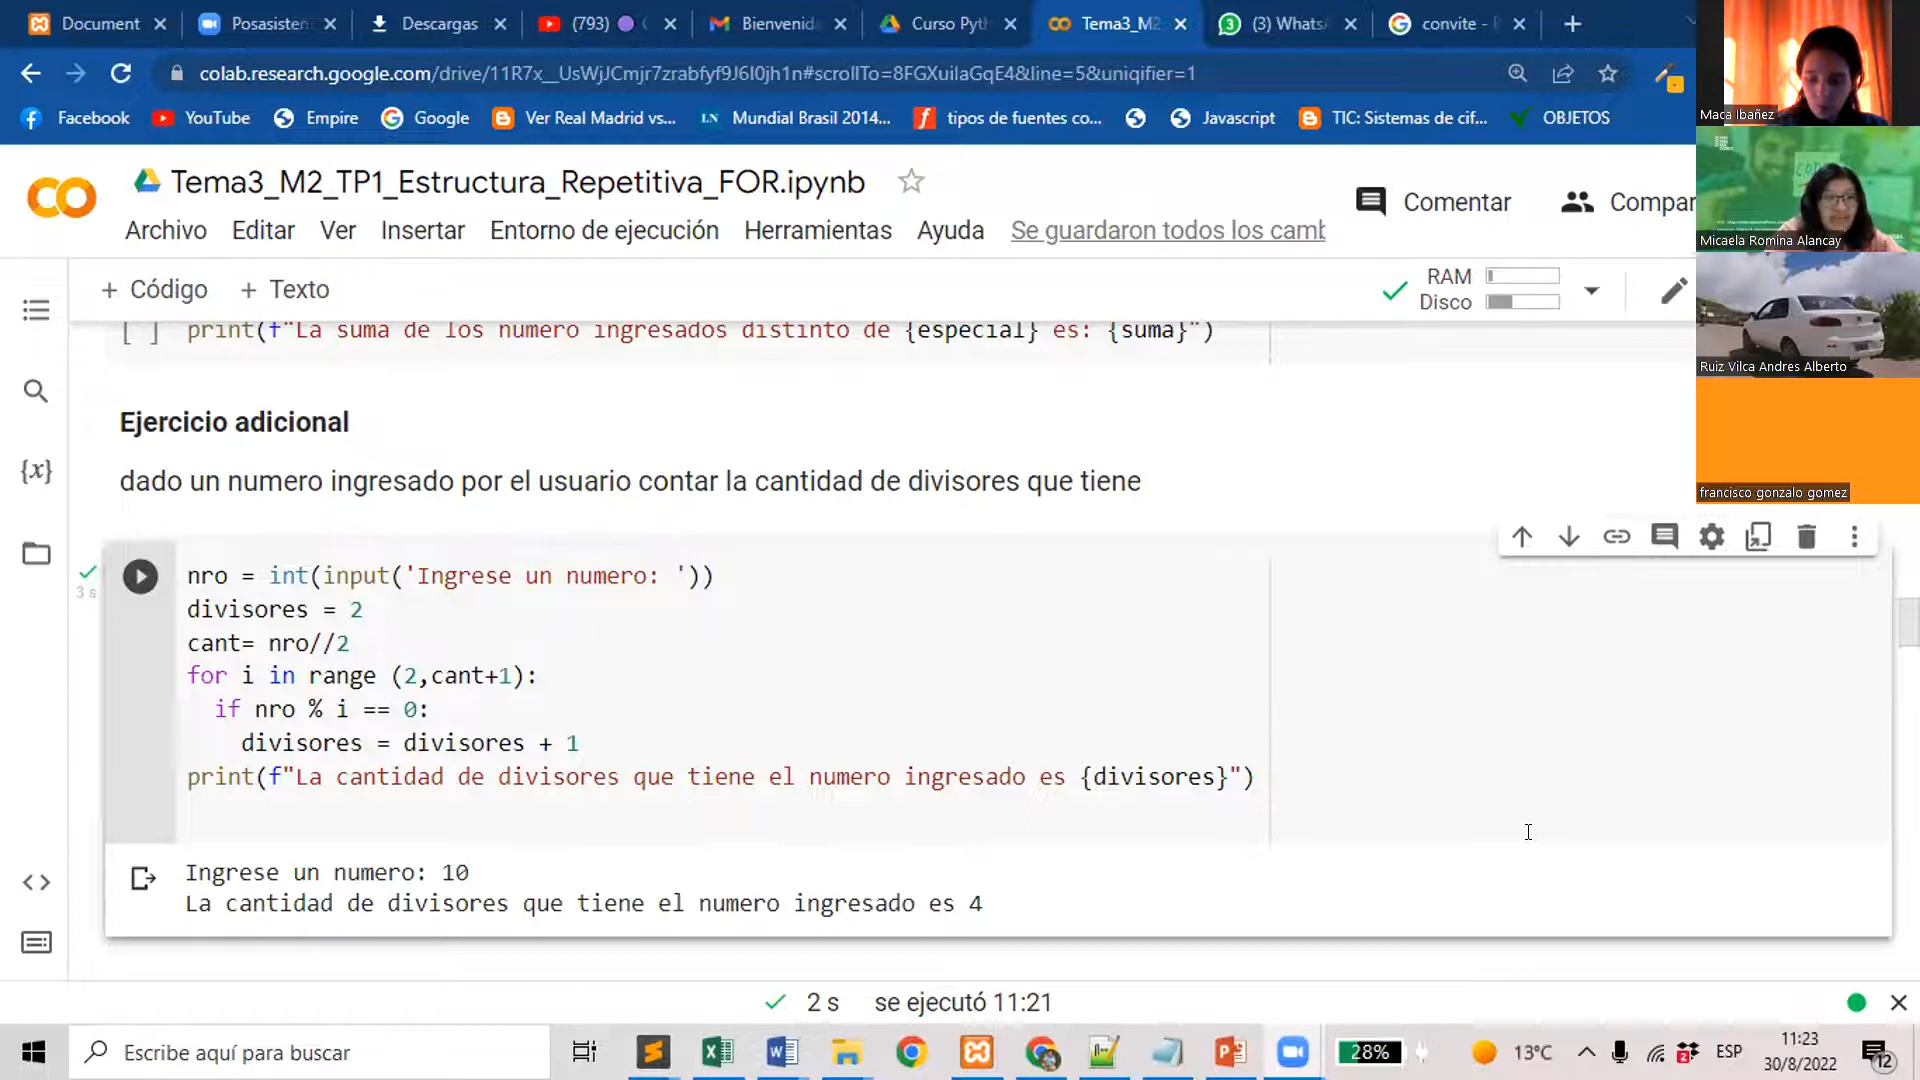 Document
Posasisten
Descargas
(793)
Bienvenid
Curso Pyth
Tema3_M2
(3) Whats
convite -
colab.research.google.com/drive/11R7x__UsWjJCmjr7zrabfyf9J6I0jh1n#scrollTo=8FGXuilaGqE4&line=5&uniqifier=1
Facebook
YouTube
Empire
Google
Ver Real Madrid vs...
LN Mundial Brasil 2014...
tipos de fuentes co...
Javascript
TIC: Sistemas de cif...
OBJETOS
Maca Ibañez
Micaela Romina Alancay
Ruiz Vilca Andres Alberto
francisco gonzalo gomez
CO Tema3_M2_TP1_Estructura_Repetitiva_FOR.ipynb
Comentar
Compar
Archivo Editar Ver Insertar Entorno de ejecución Herramientas Ayuda Se guardaron todos los camb
+ Código + Texto
RAM
Disco
[ ] print(f"La suma de los numero ingresados distinto de {especial} es: {suma}")
Ejercicio adicional
dado un numero ingresado por el usuario contar la cantidad de divisores que tiene
3 s
nro = int(input('Ingrese un numero: '))
divisores = 2
cant= nro//2
for i in range (2,cant+1):
  if nro % i == 0:
    divisores = divisores + 1
print(f"La cantidad de divisores que tiene el numero ingresado es {divisores}")
Ingrese un numero: 10
La cantidad de divisores que tiene el numero ingresado es 4
2 s se ejecutó 11:21
Escribe aquí para buscar
28%
13°C
ESP
11:23
30/8/2022
12